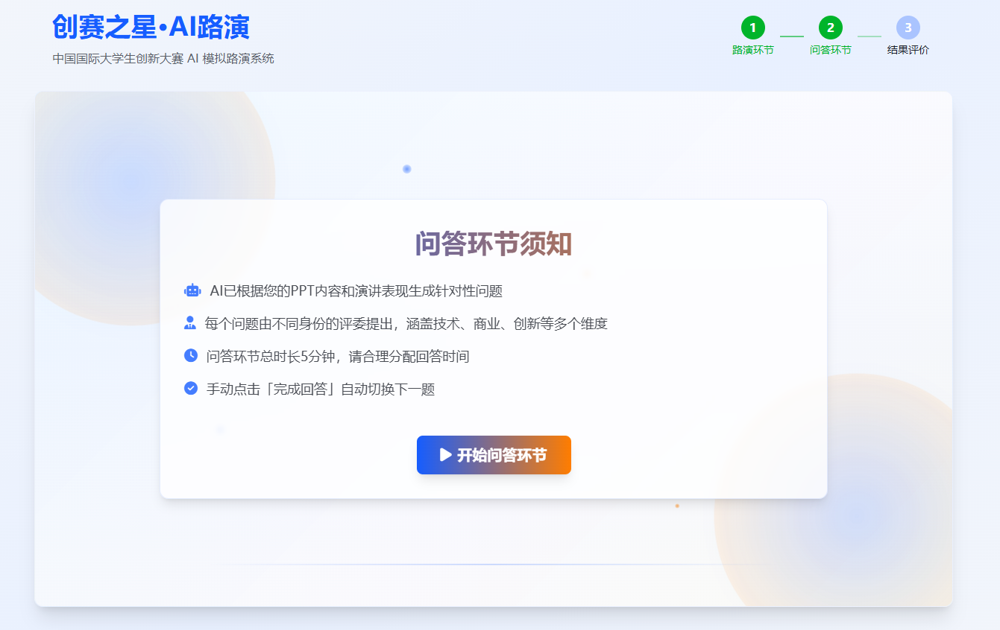 创赛之星·AI路演
中国国际大学生创新大赛 AI 模拟路演系统
1
路演环节
2
问答环节
3
结果评价
问答环节须知
AI已根据您的PPT内容和演讲表现生成针对性问题
每个问题由不同身份的评委提出，涵盖技术、商业、创新等多个维度
问答环节总时长5分钟，请合理分配回答时间
手动点击「完成回答」自动切换下一题
开始问答环节